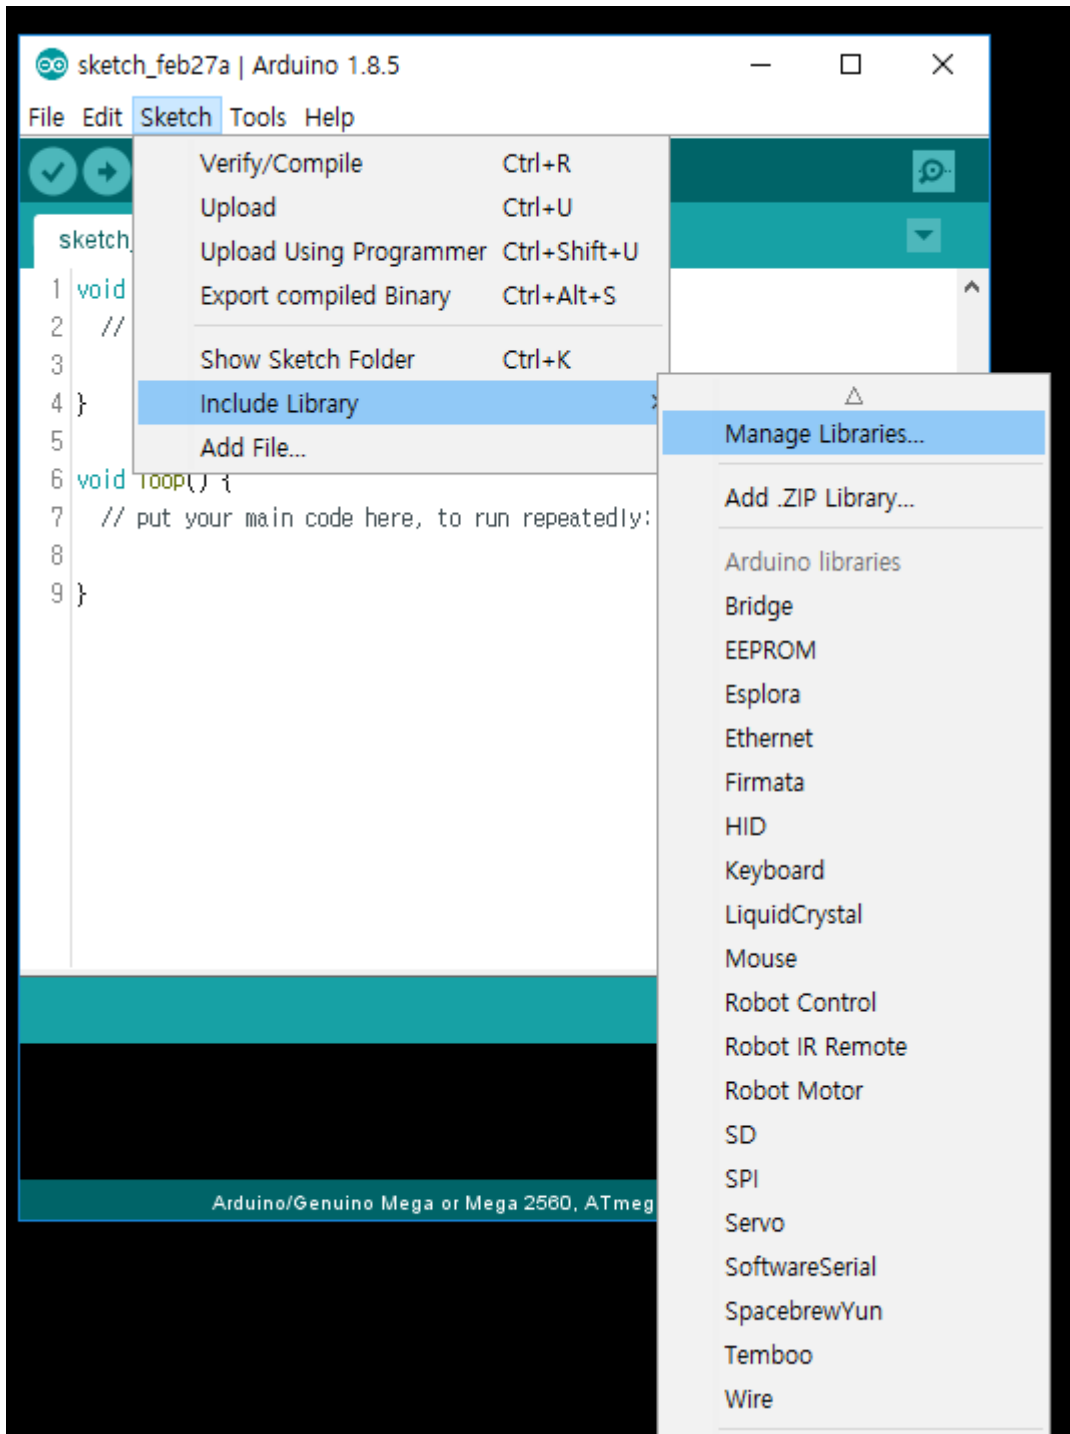 sketch_feb27a | Arduino 1.8.5
File Edit Sketch Tools Help
Verify/Compile Ctrl+R
Upload Ctrl+U
Upload Using Programmer Ctrl+Shift+U
Export compiled Binary Ctrl+Alt+S
Show Sketch Folder Ctrl+K
Include Library
Add File...
sketch_
1 void
2 //
3
4 }
5
6 void loop() {
7 // put your main code here, to run repeatedly:
8
9 }
Manage Libraries...
Add .ZIP Library...
Arduino libraries
Bridge
EEPROM
Esplora
Ethernet
Firmata
HID
Keyboard
LiquidCrystal
Mouse
Robot Control
Robot IR Remote
Robot Motor
SD
SPI
Servo
SoftwareSerial
SpacebrewYun
Temboo
Wire
Arduino/Genuino Mega or Mega 2560, ATmeg